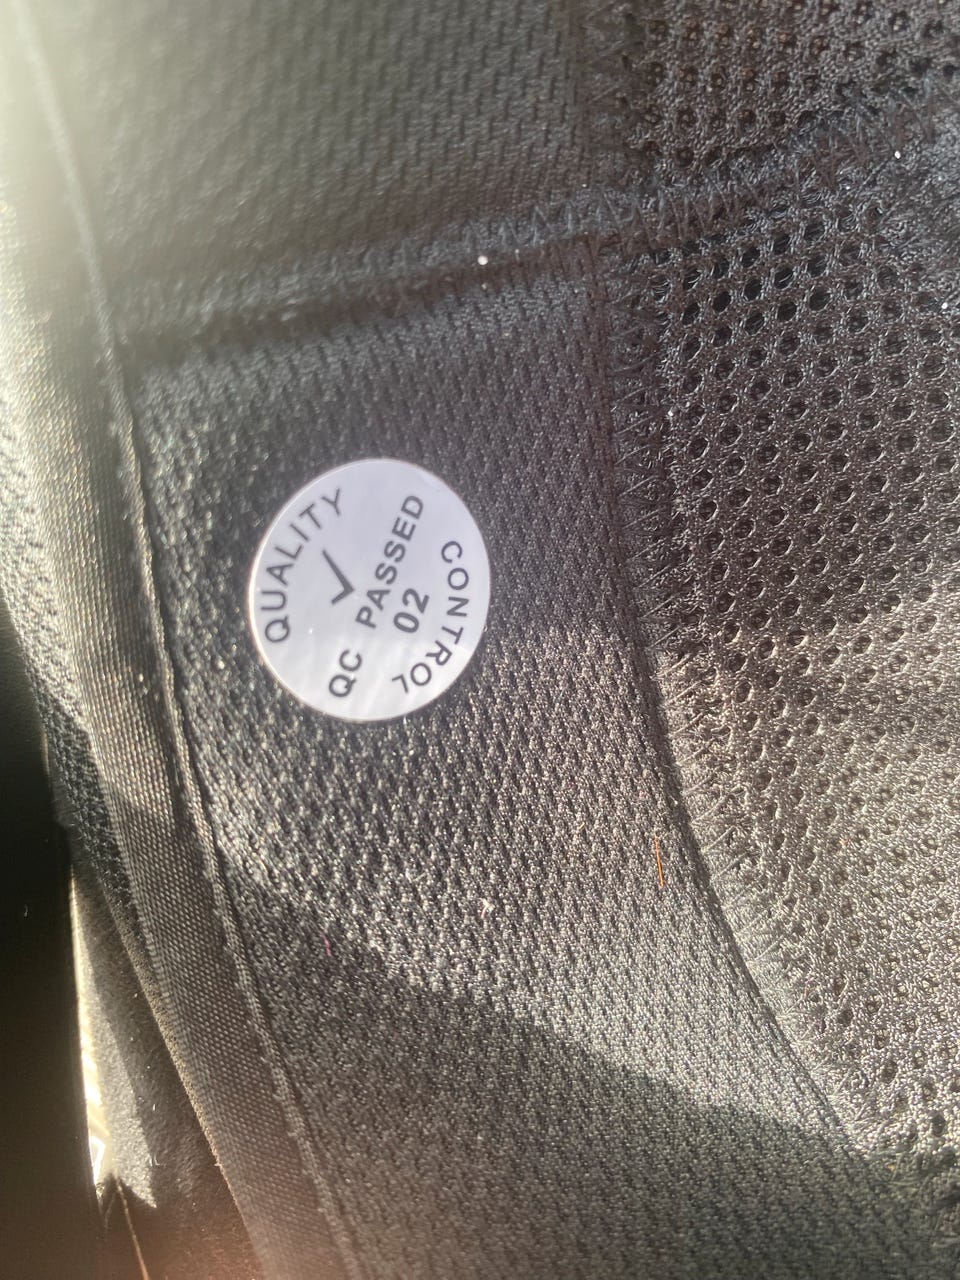 QUALITY
✓
QC PASSED
02
CONTROL